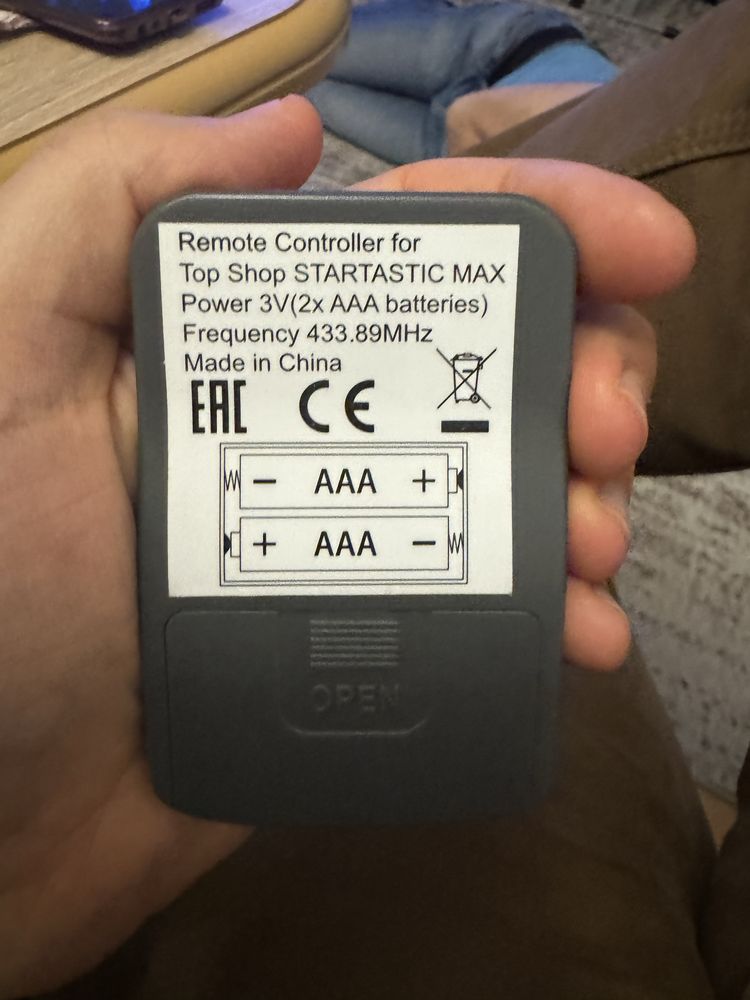 Remote Controller for
Top Shop STARTASTIC MAX
Power 3V(2x AAA batteries)
Frequency 433.89MHz
Made in China
EAC CE
- AAA +
+ AAA -
OPEN